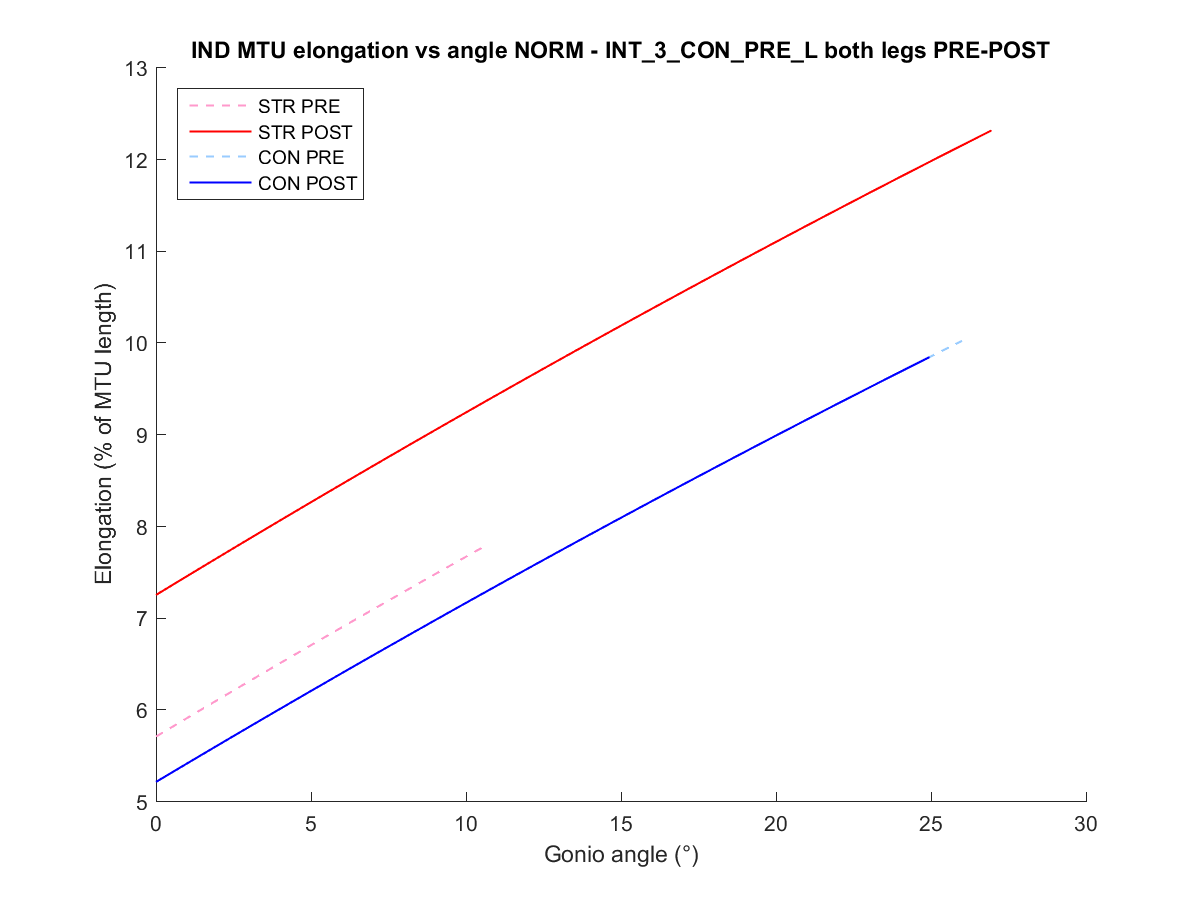 IND MTU elongation vs angle NORM - INT_3_CON_PRE_L both legs PRE-POST
STR PRE
STR POST
CON PRE
CON POST
13
12
11
10
9
8
7
6
5
Elongation (% of MTU length)
0 5 10 15 20 25 30
Gonio angle (°)